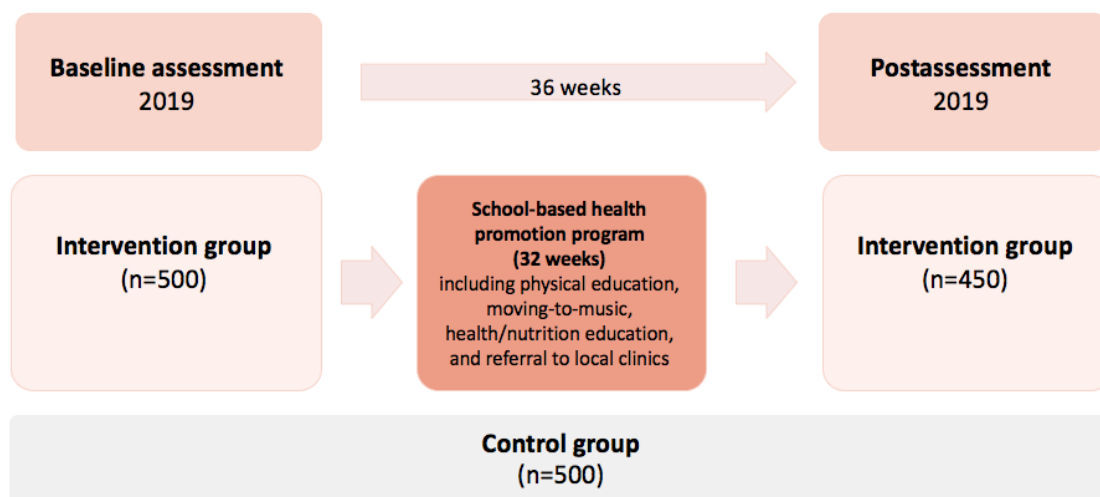 Baseline assessment
2019
36 weeks
Postassessment
2019
Intervention group
(n=500)
School-based health
promotion program
(32 weeks)
including physical education,
moving-to-music,
health/nutrition education,
and referral to local clinics
Intervention group
(n=450)
Control group
(n=500)